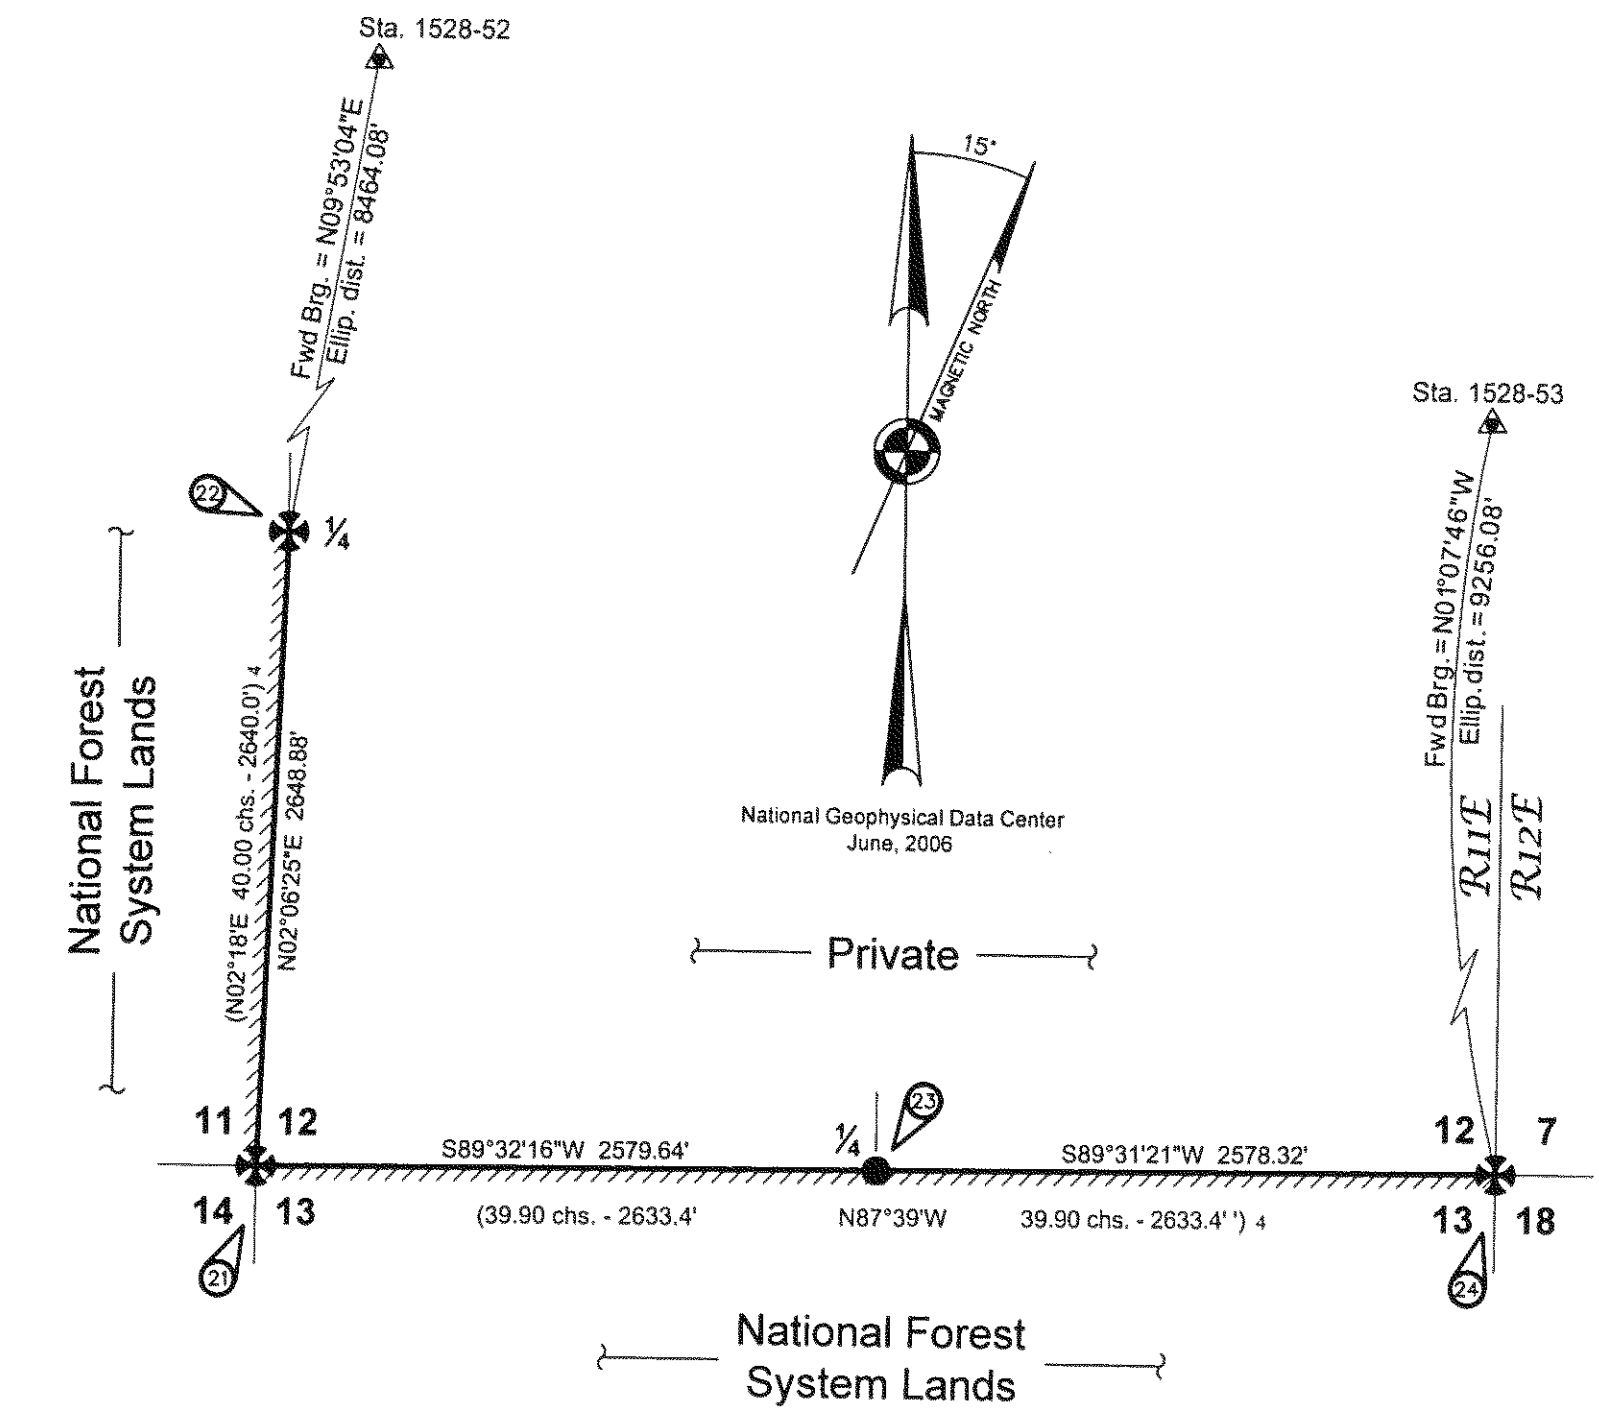 Sta. 1528-52
Fwd Brg. = N09°53'04"E
Ellip. dist. = 8464.08'
15°
MAGNETIC NORTH
Sta. 1528-53
Fwd Brg. = N01°07'46"W
Ellip. dist. = 9256.08'
22
1/4
National Forest
System Lands
(N02°18'E 40.00 chs. - 2640.0') 4
N02°06'25"E 2648.88'
National Geophysical Data Center
June, 2006
R11E
R12E
Private
11 12
23
1/4
12 7
S89°32'16"W 2579.64'
S89°31'21"W 2578.32'
14 13
(39.90 chs. - 2633.4' N87°39'W 39.90 chs. - 2633.4' ') 4
13 18
21
24
National Forest
System Lands